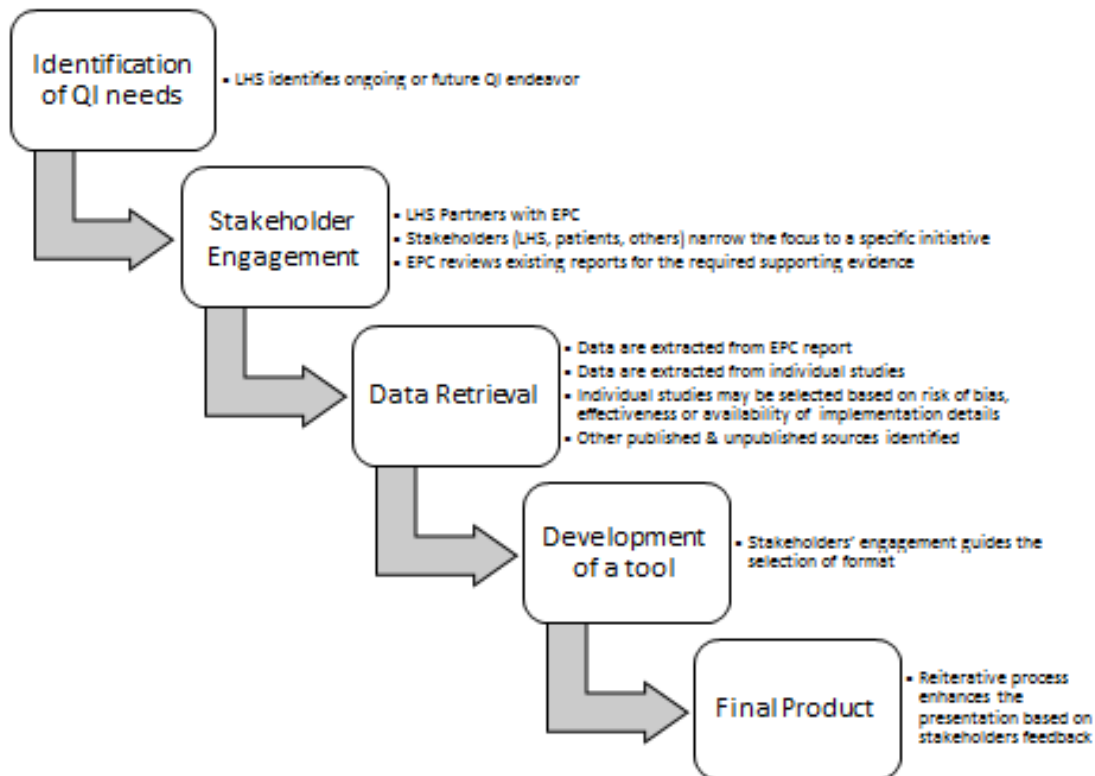 Identification
of QI needs
▪ LHS identifies ongoing or future QI endeavor
Stakeholder
Engagement
▪ LHS Partners with EPC
▪ Stakeholders (LHS, patients, others) narrow the focus to a specific initiative
▪ EPC reviews existing reports for the required supporting evidence
Data Retrieval
▪ Data are extracted from EPC report
▪ Data are extracted from individual studies
▪ Individual studies may be selected based on risk of bias,
effectiveness or availability of implementation details
▪ Other published & unpublished sources identified
Development
of a tool
▪ Stakeholders’ engagement guides the
selection of format
Final Product
▪ Reiterative process
enhances the
presentation based on
stakeholders feedback